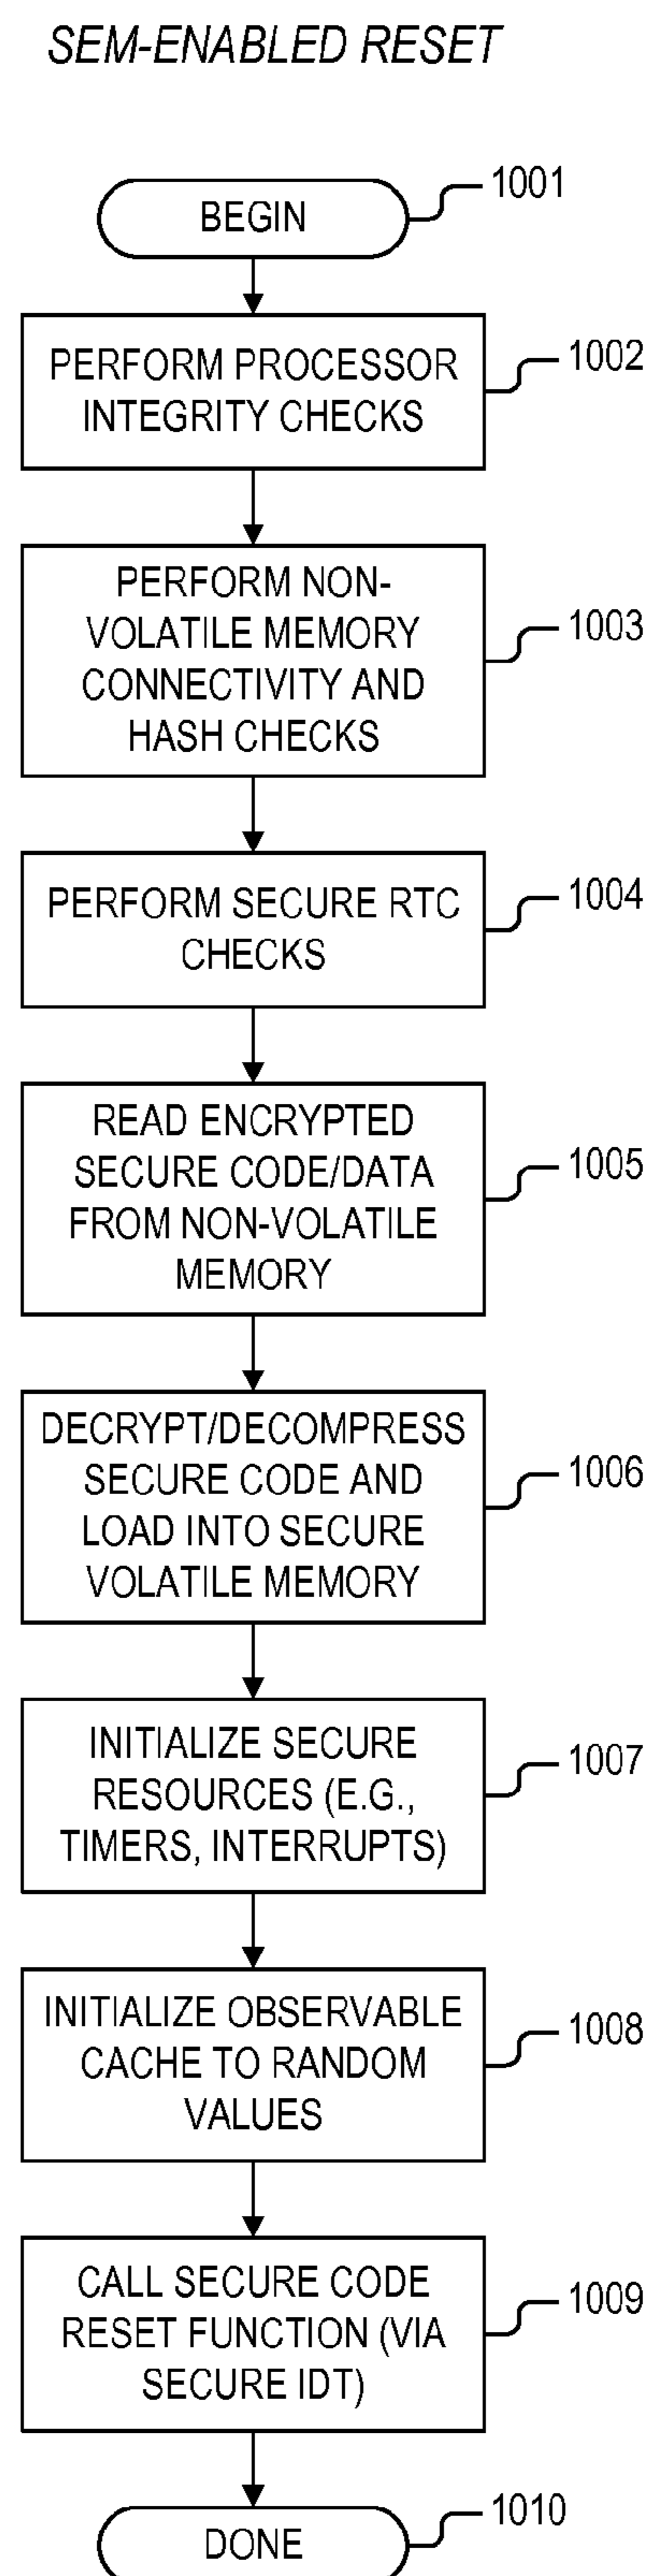 SEM-ENABLED RESET
BEGIN
1001
PERFORM PROCESSOR
INTEGRITY CHECKS
1002
PERFORM NON-
VOLATILE MEMORY
CONNECTIVITY AND
HASH CHECKS
1003
PERFORM SECURE RTC
CHECKS
1004
READ ENCRYPTED
SECURE CODE/DATA
FROM NON-VOLATILE
MEMORY
1005
DECRYPT/DECOMPRESS
SECURE CODE AND
LOAD INTO SECURE
VOLATILE MEMORY
1006
INITIALIZE SECURE
RESOURCES (E.G.,
TIMERS, INTERRUPTS)
1007
INITIALIZE OBSERVABLE
CACHE TO RANDOM
VALUES
1008
CALL SECURE CODE
RESET FUNCTION (VIA
SECURE IDT)
1009
DONE
1010